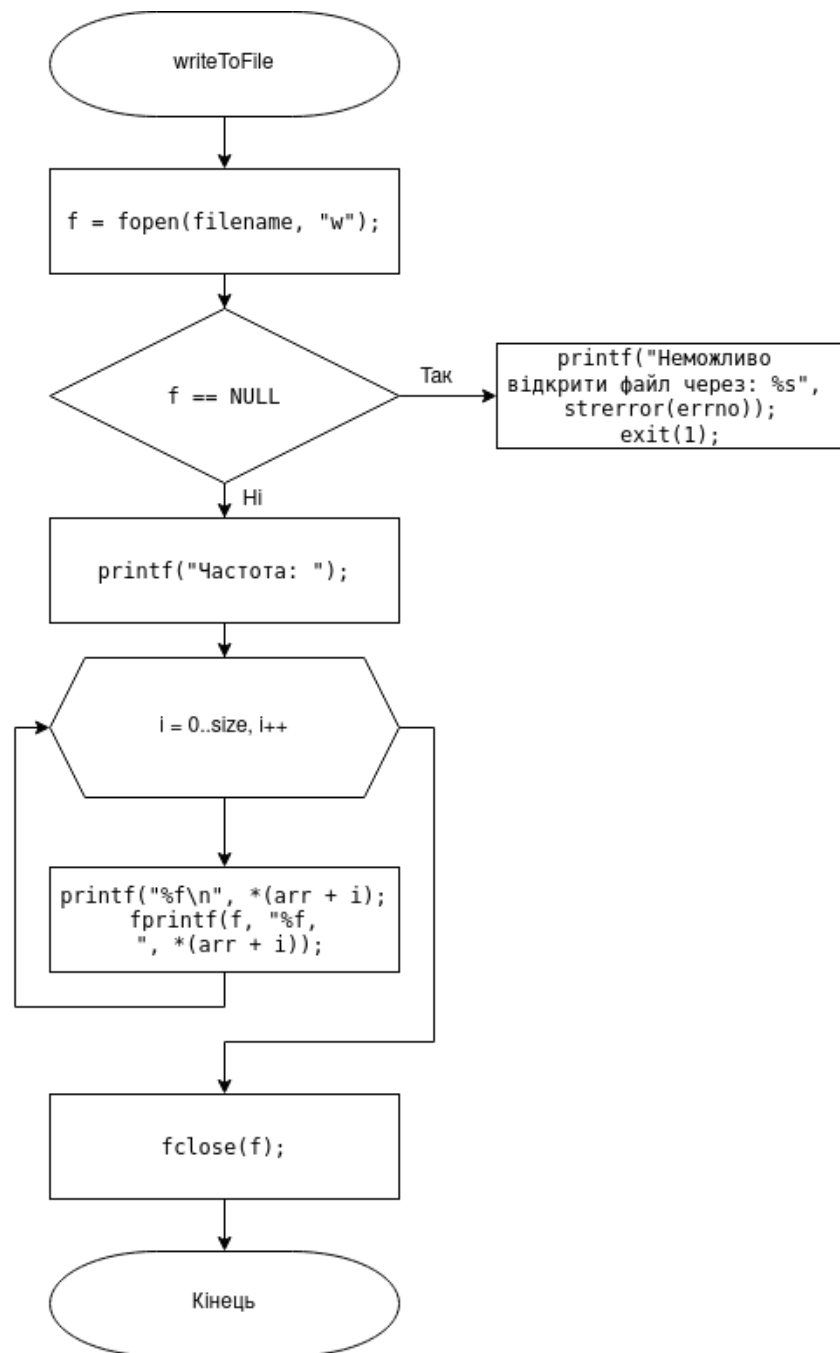 writeToFile
f = fopen(filename, "w");
f == NULL
Так
printf("Неможливо
відкрити файл через: %s",
strerror(errno));
exit(1);
Ні
printf("Частота: ");
i = 0..size, i++
printf("%f\n", *(arr + i);
fprintf(f, "%f,
", *(arr + i));
fclose(f);
Кінець